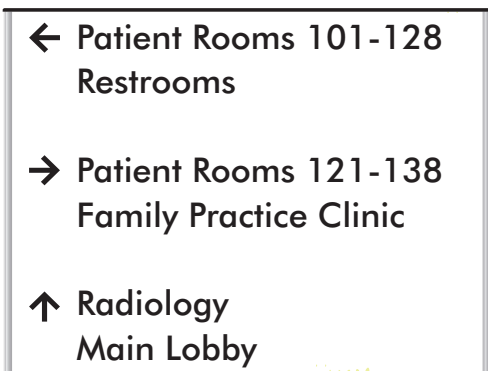 ← Patient Rooms 101-128
Restrooms
→ Patient Rooms 121-138
Family Practice Clinic
↑ Radiology
Main Lobby